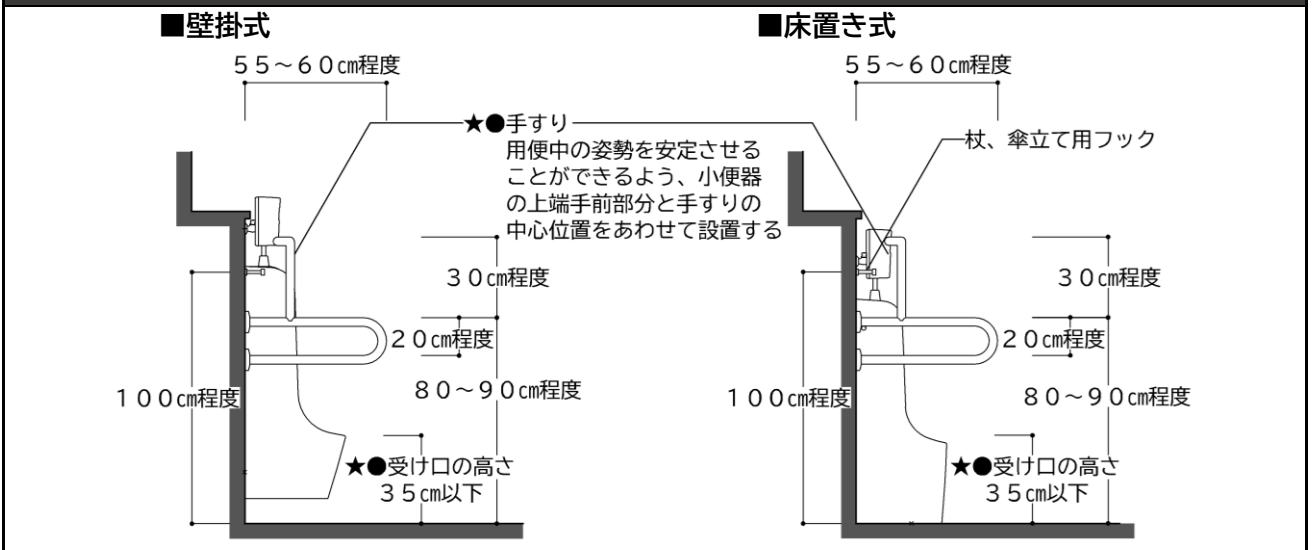 ■壁掛式
55～60㎝程度
★●手すり
用便中の姿勢を安定させる
ことができるよう、小便器
の上端手前部分と手すりの
中心位置をあわせて設置する
30㎝程度
20㎝程度
100㎝程度
80～90㎝程度
★●受け口の高さ
35㎝以下
■床置き式
55～60㎝程度
杖、傘立て用フック
30㎝程度
20㎝程度
100㎝程度
80～90㎝程度
★●受け口の高さ
35㎝以下